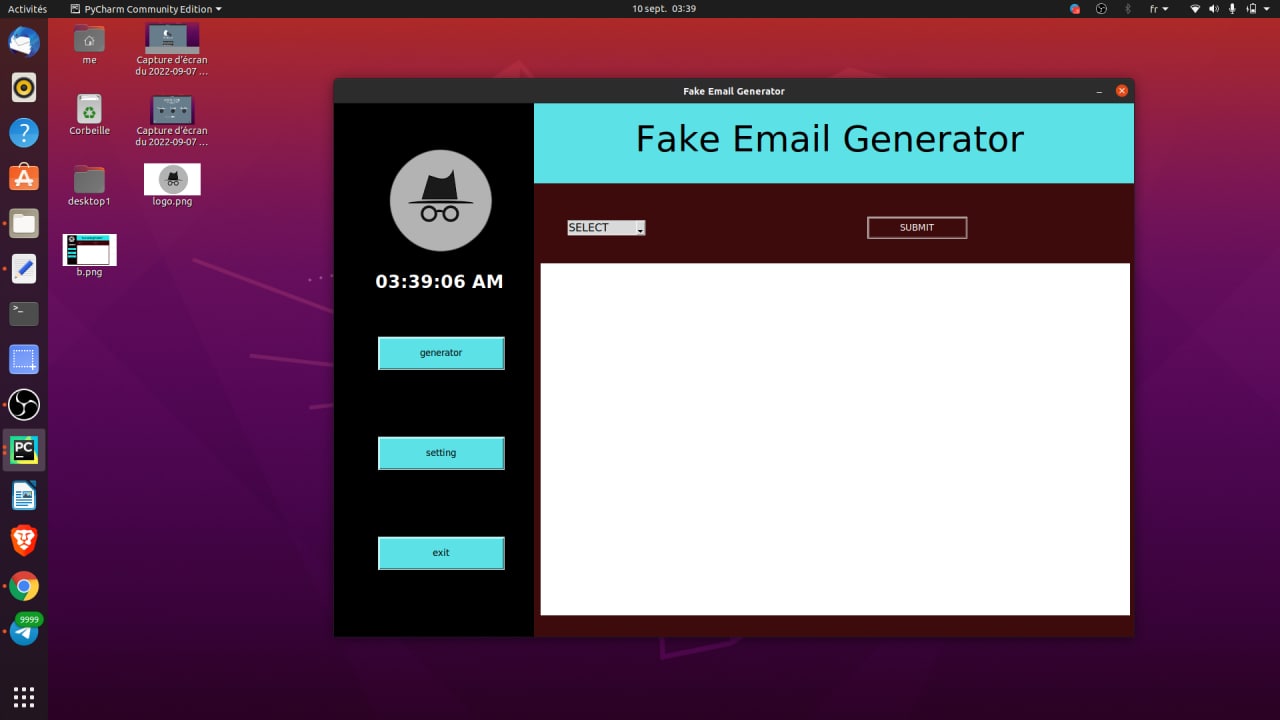 Activités
PyCharm Community Edition
10 sept. 03:39
fr
me
Capture d'écran
du 2022-09-07 …
Corbeille
Capture d'écran
du 2022-09-07 …
desktop1
logo.png
b.png
Fake Email Generator
Fake Email Generator
SELECT
SUBMIT
03:39:06 AM
generator
setting
exit
>_
PC
9999